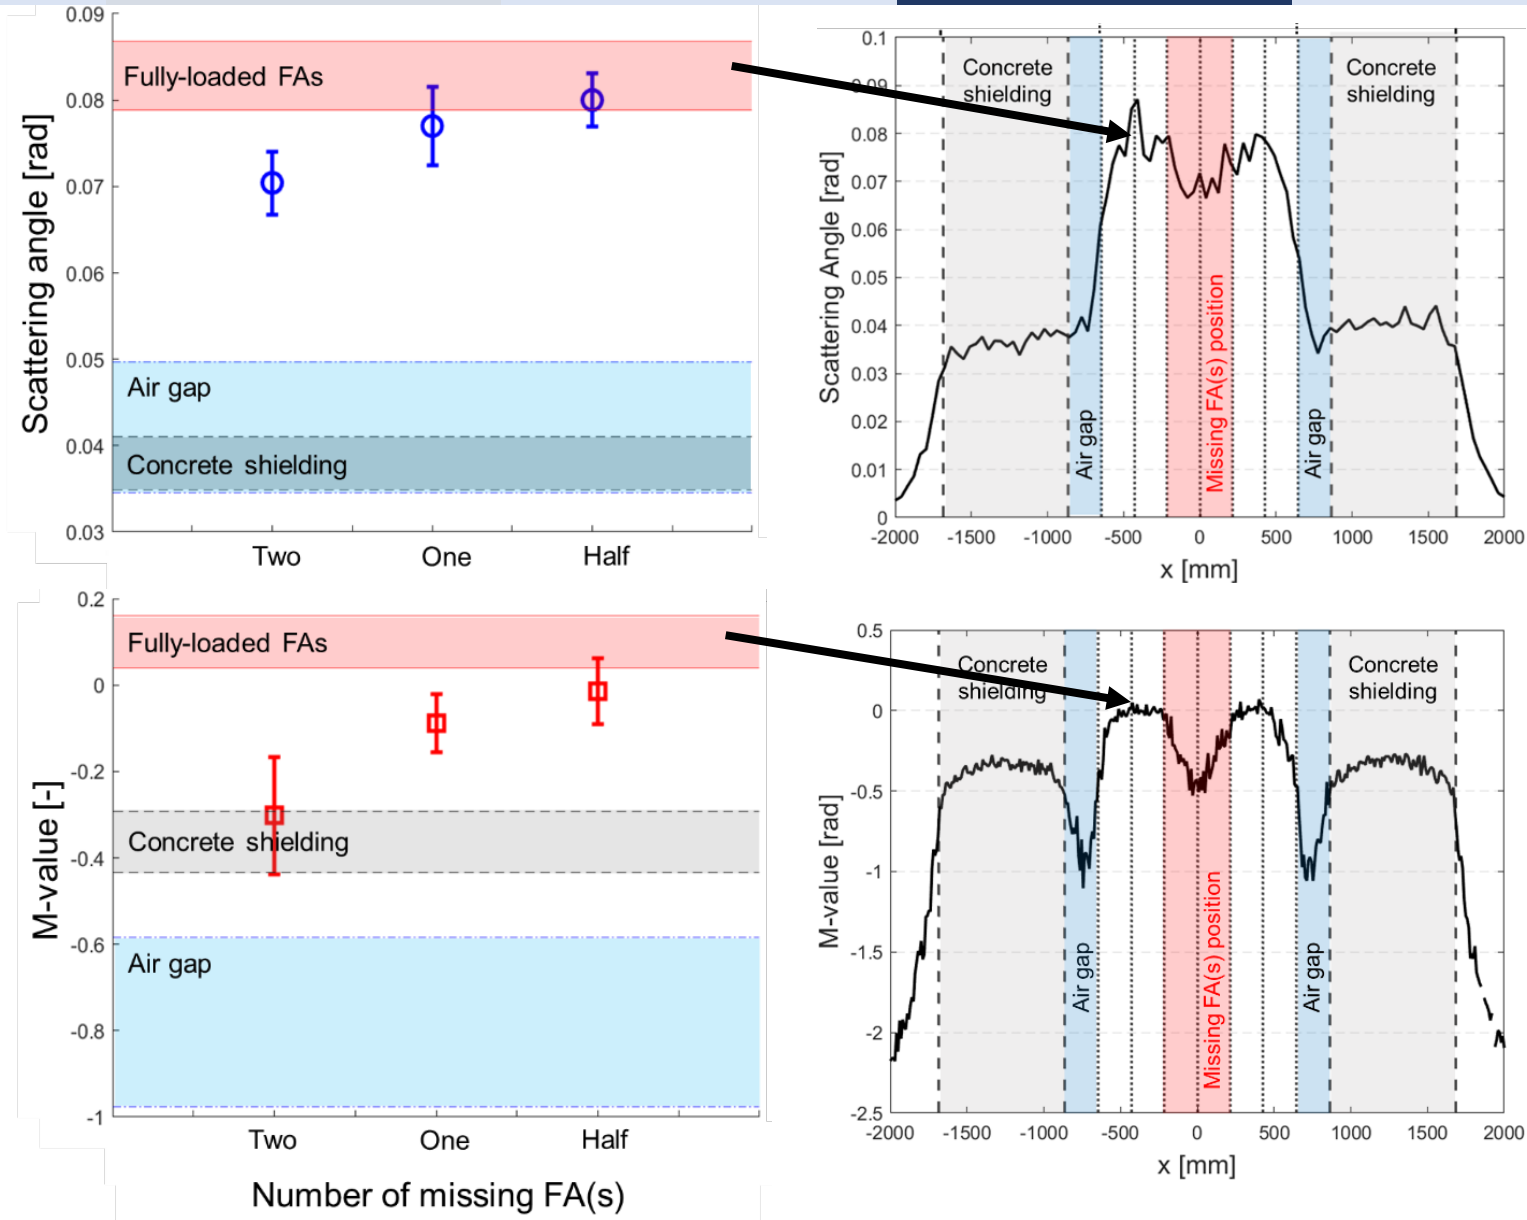 0.09
0.08
0.07
0.06
0.05
0.04
0.03
Scattering angle [rad]
Fully-loaded FAs
Air gap
Concrete shielding
Two
One
Half
0.1
0.09
0.08
0.07
0.06
0.05
0.04
0.03
0.02
0.01
0
Scattering Angle [rad]
Concrete
shielding
Air gap
Missing FA(s) position
Air gap
Concrete
shielding
-2000
-1500
-1000
-500
0
500
1000
1500
2000
x [mm]
0.2
0
-0.2
-0.4
-0.6
-0.8
-1
M-value [-]
Fully-loaded FAs
Concrete shielding
Air gap
Two
One
Half
Number of missing FA(s)
0.5
0
-0.5
-1
-1.5
-2
-2.5
M-value [rad]
Concrete
shielding
Air gap
Missing FA(s) position
Air gap
Concrete
shielding
-2000
-1500
-1000
-500
0
500
1000
1500
2000
x [mm]